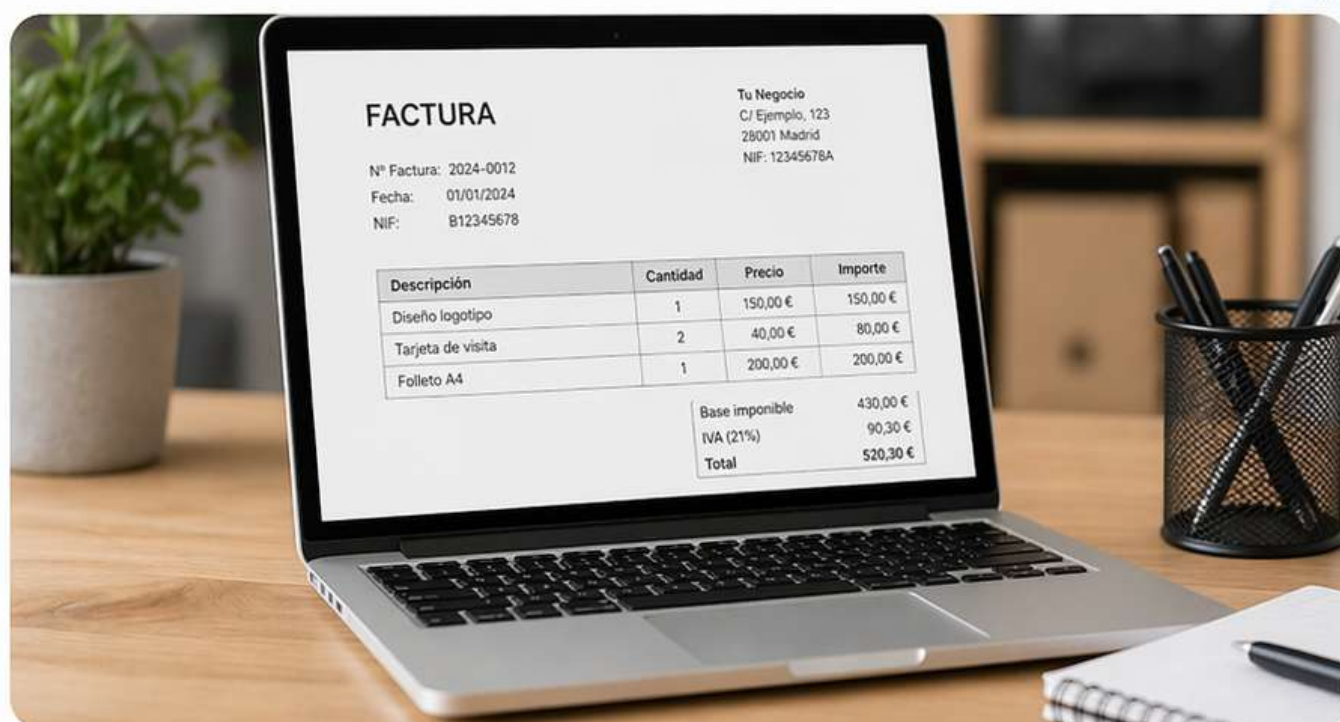 FACTURA
Nº Factura: 2024-0012
Fecha: 01/01/2024
NIF: B12345678
Tu Negocio
C/ Ejemplo, 123
28001 Madrid
NIF: 12345678A
Descripción Cantidad Precio Importe
Diseño logotipo 1 150,00 € 150,00 €
Tarjeta de visita 2 40,00 € 80,00 €
Folleto A4 1 200,00 € 200,00 €
Base imponible 430,00 €
IVA (21%) 90,30 €
Total 520,30 €